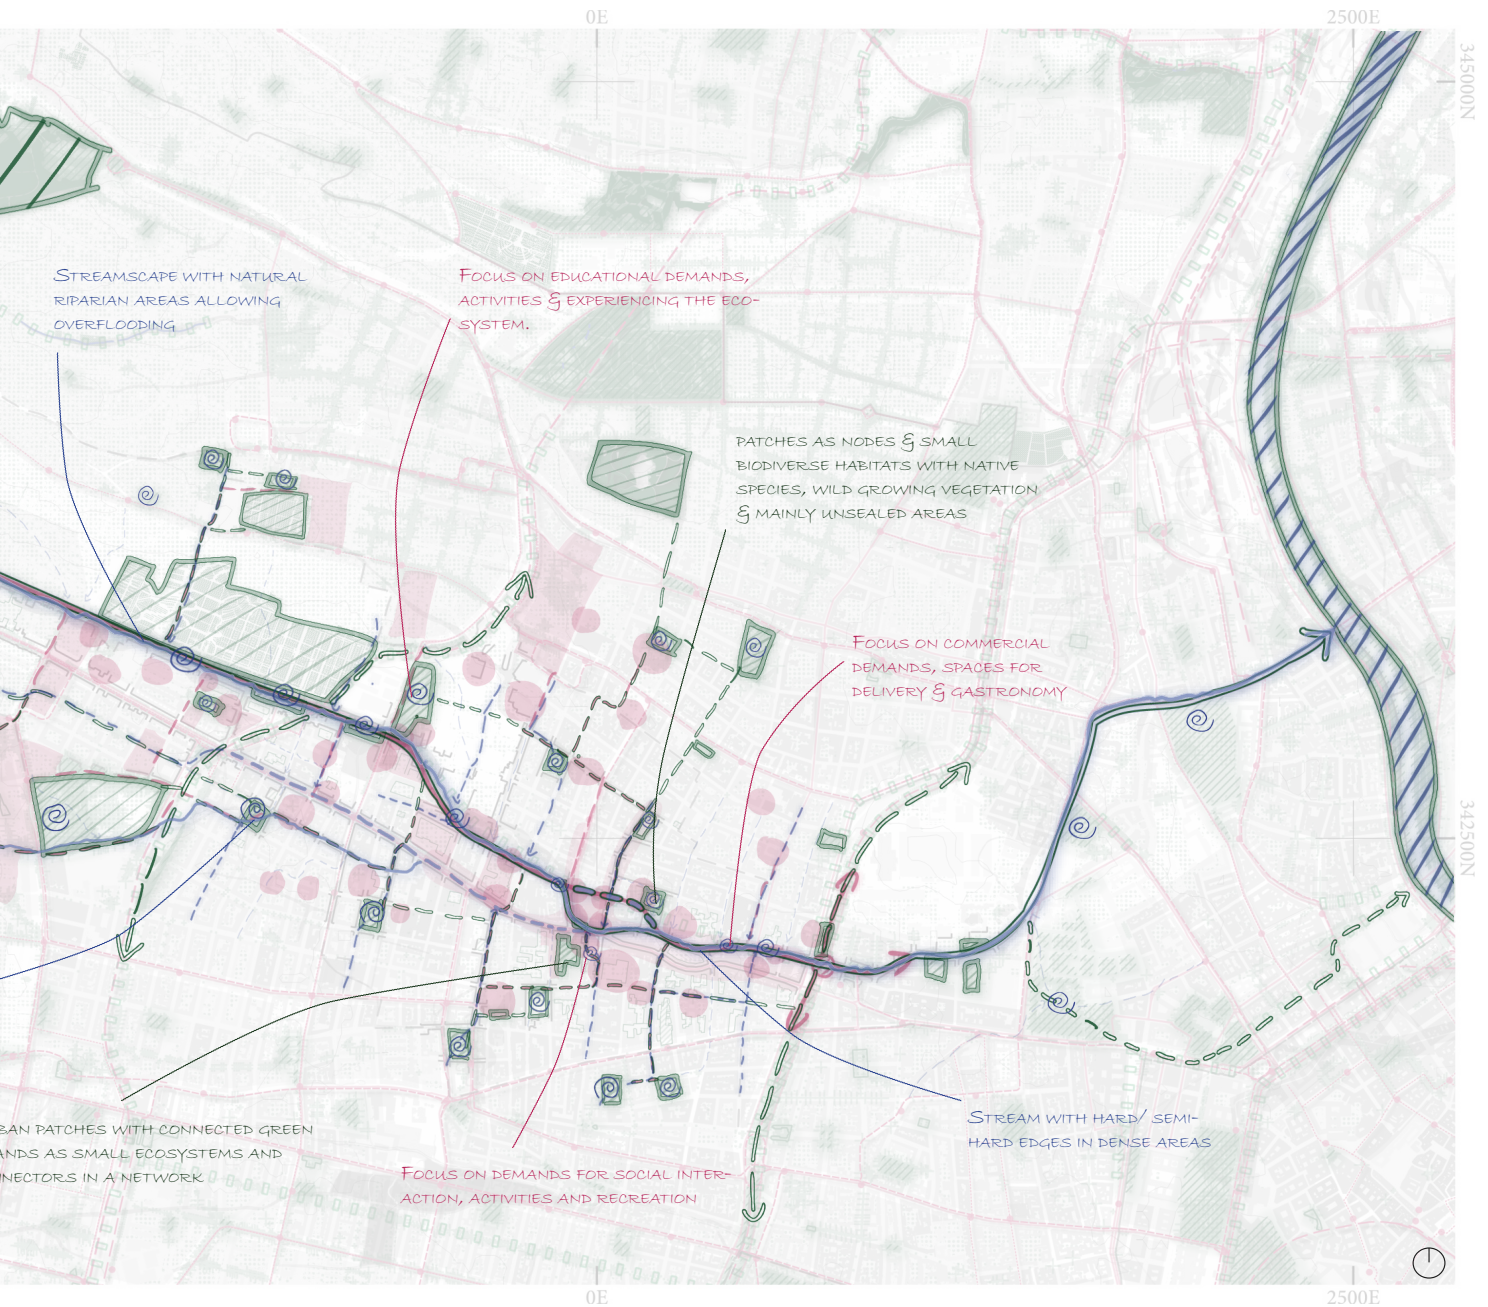 0E
2500E
345000N
Streamscape with natural
riparian areas allowing
overflooding
Focus on educational demands,
activities & experiencing the eco-
system.
patches as nodes & small
biodiverse habitats with native
species, wild growing vegetation
& mainly unsealed areas
Focus on commercial
demands, spaces for
delivery & gastronomy
342500N
Stream with hard/ semi-
hard edges in dense areas
ban patches with connected green
ands as small ecosystems and
nectors in a network
Focus on demands for social inter-
action, activities and recreation
0E
2500E